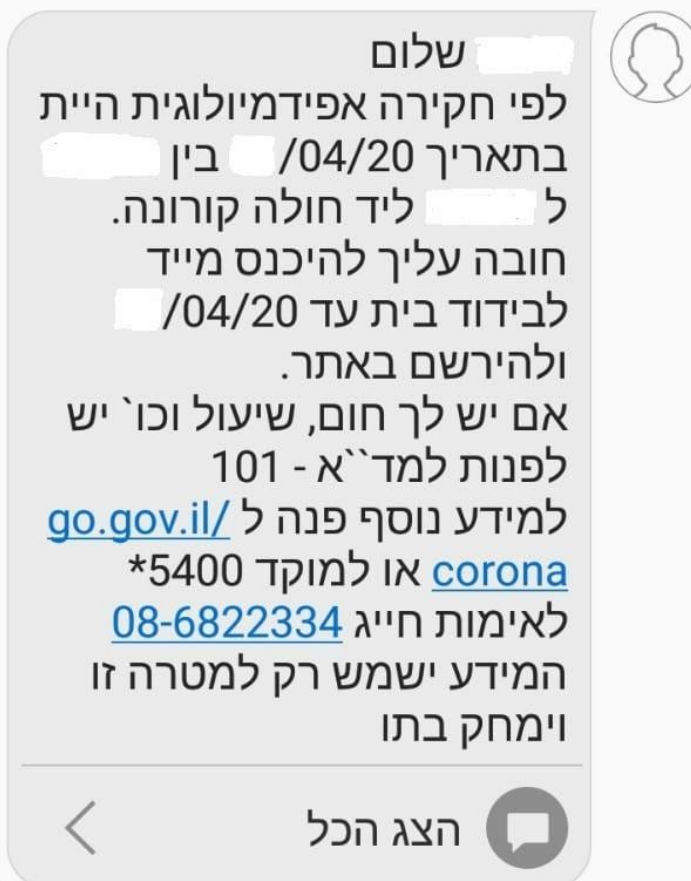 שלום
לפי חקירה אפידמיולוגית היית
בתאריך /04/20 בין
ל ליד חולה קורונה.
חובה עליך להיכנס מייד
לבידוד בית עד /04/20
ולהירשם באתר.
אם יש לך חום, שיעול וכו` יש
לפנות למד``א - 101
למידע נוסף פנה ל go.gov.il/
corona או למוקד 5400*
לאימות חייג 08-6822334
המידע ישמש רק למטרה זו
וימחק בתו
הצג הכל